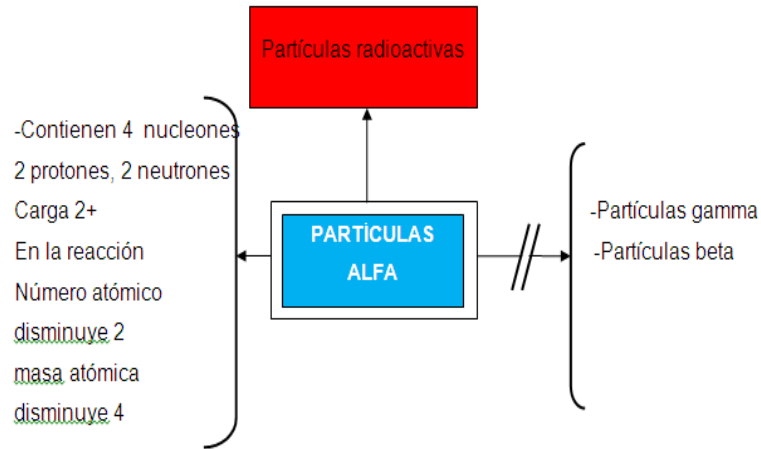 Partículas radioactivas
-Contienen 4 nucleones
2 protones, 2 neutrones
Carga 2+
En la reacción
Número atómico
disminuye 2
masa atómica
disminuye 4
PARTÍCULAS
ALFA
-Partículas gamma
-Partículas beta